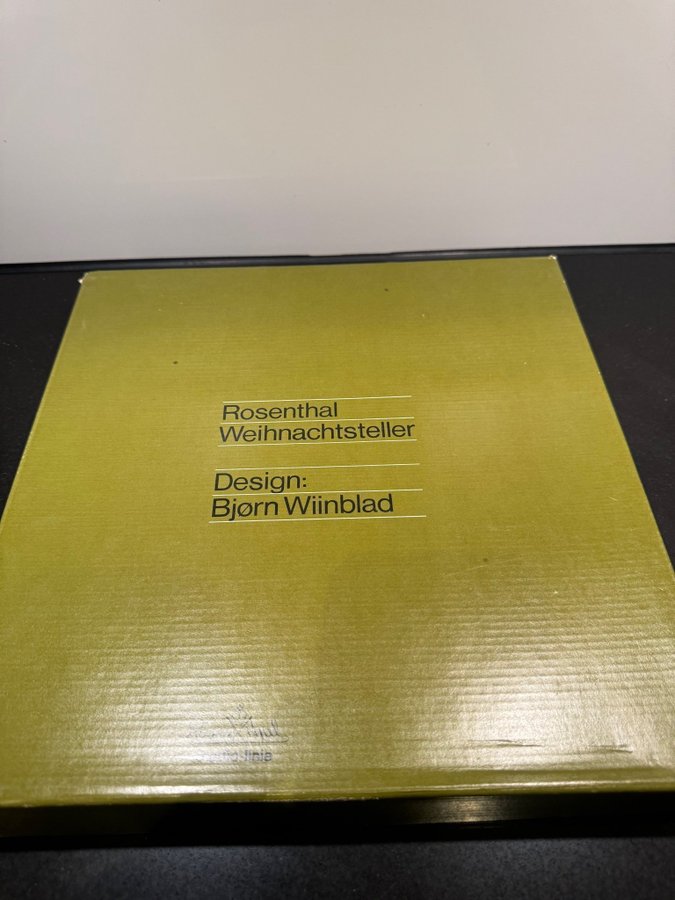 Rosenthal
Weihnachtsteller
Design:
Bjørn Wiinblad